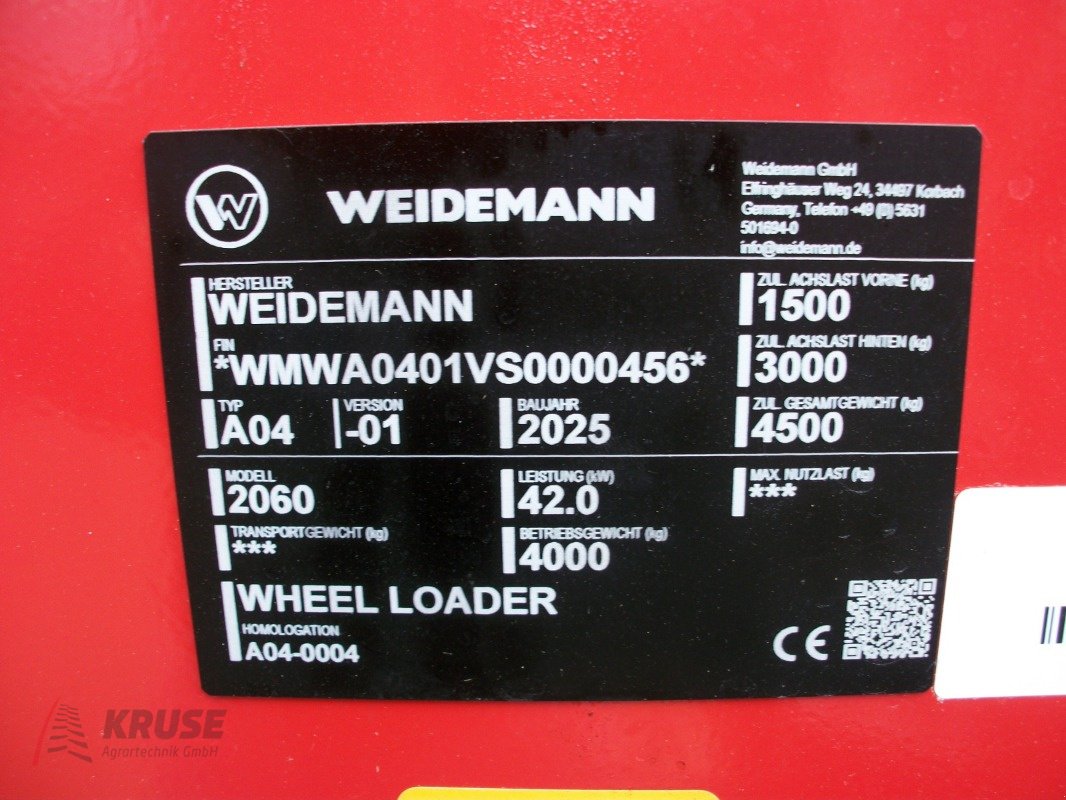 W
WEIDEMANN
Weidemann GmbH
Elfringhäuser Weg 24, 34497 Korbach
Germany, Telefon +49 (0) 5631
501694-0
info@weidemann.de
HERSTELLER
WEIDEMANN
FIN
*WMWA0401VS0000456*
TYP
A04
VERSION
-01
BAUJAHR
2025
ZUL. ACHSLAST VORNE (kg)
1500
ZUL. ACHSLAST HINTEN (kg)
3000
ZUL. GESAMTGEWICHT (kg)
4500
MODELL
2060
LEISTUNG (kW)
42.0
MAX. NUTZLAST (kg)
***
TRANSPORTGEWICHT (kg)
***
BETRIEBSGEWICHT (kg)
4000
WHEEL LOADER
HOMOLOGATION
A04-0004
CE
KRUSE
Agrartechnik GmbH